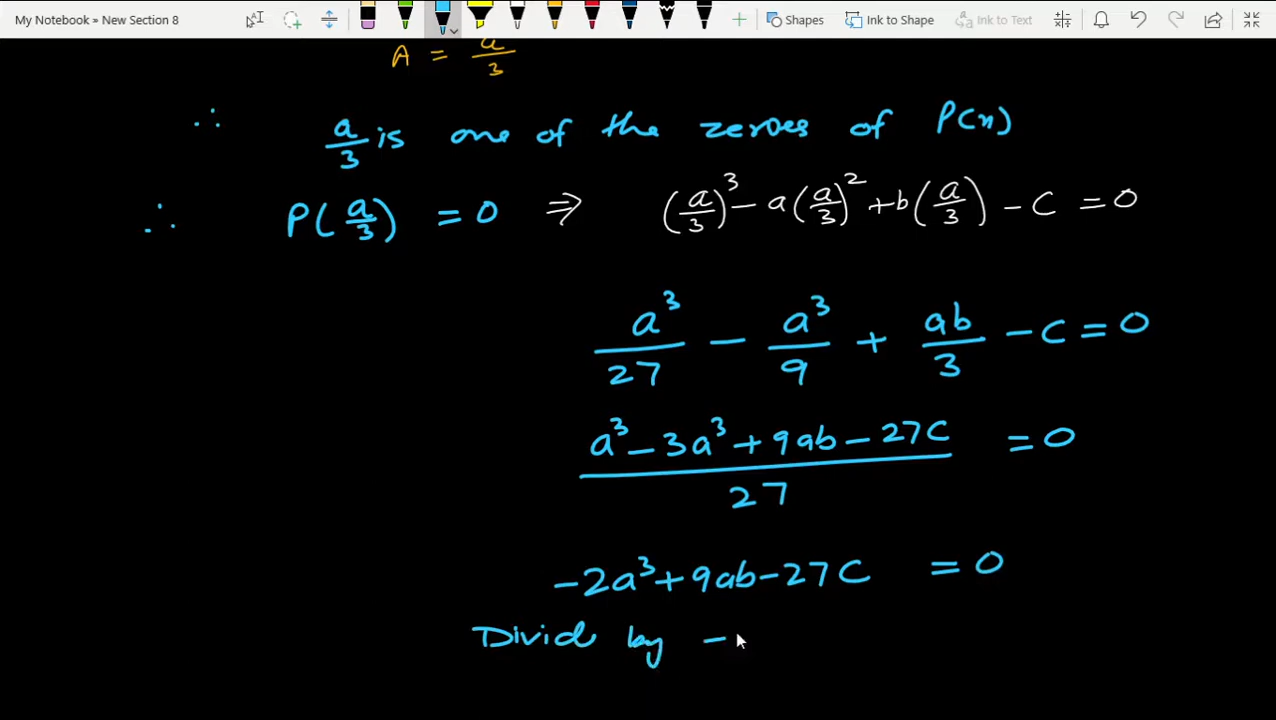 My Notebook » New Section 8 Shapes Ink to Shape Ink to Text
A = a/3
∴ a/3 is one of the zeroes of P(x)
∴ P(a/3) = 0 ⇒ (a/3)³ - a(a/3)² + b(a/3) - C = 0
a³/27 - a³/9 + ab/3 - C = 0
(a³ - 3a³ + 9ab - 27C)/27 = 0
-2a³ + 9ab - 27C = 0
Divid by -